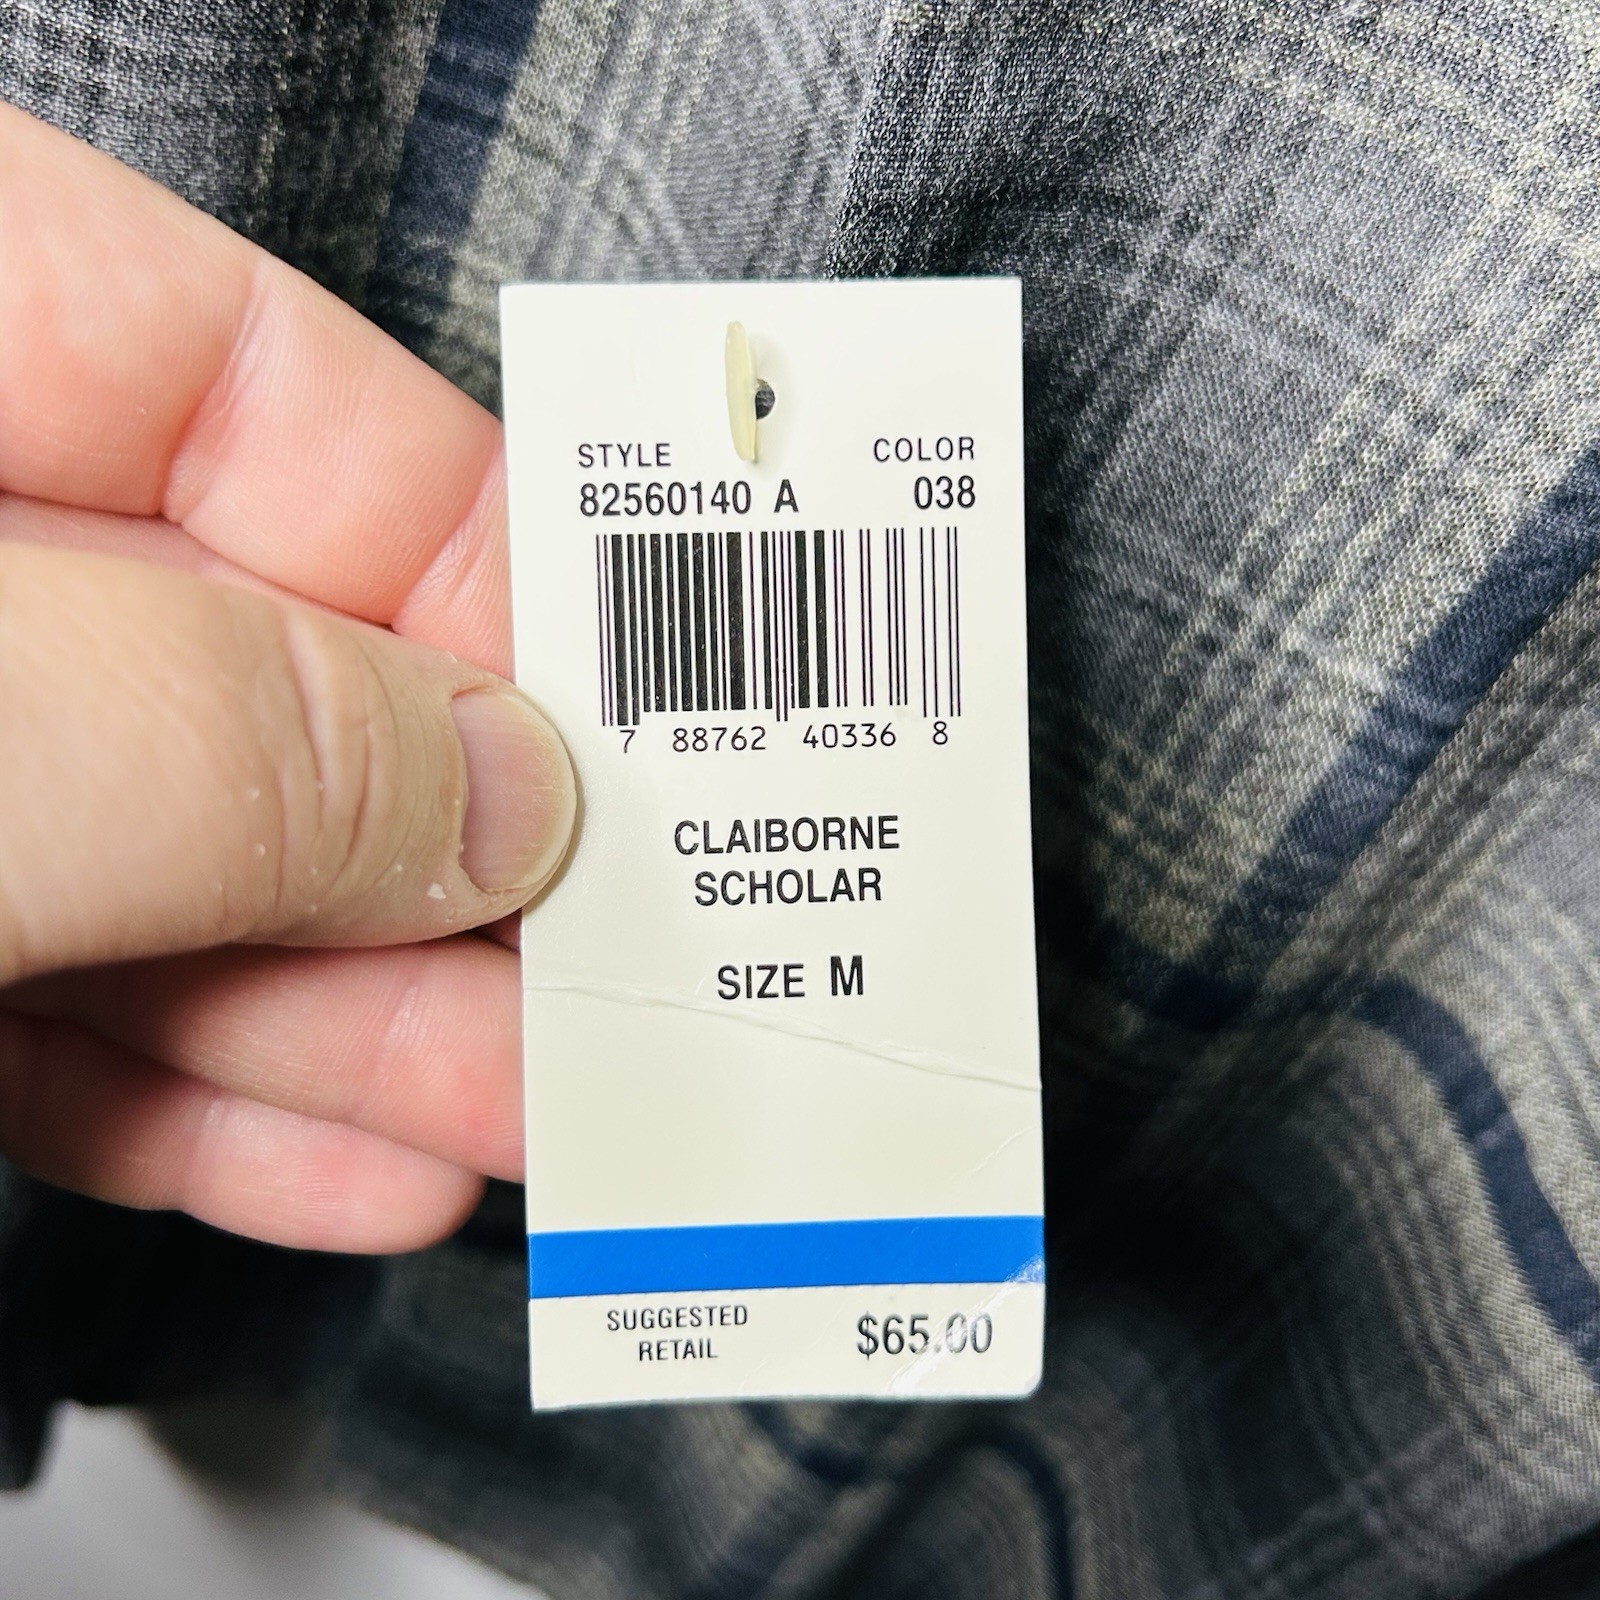 STYLE COLOR
82560140 A 038
7 88762 40336 8
CLAIBORNE
SCHOLAR
SIZE M
SUGGESTED
RETAIL $65.00